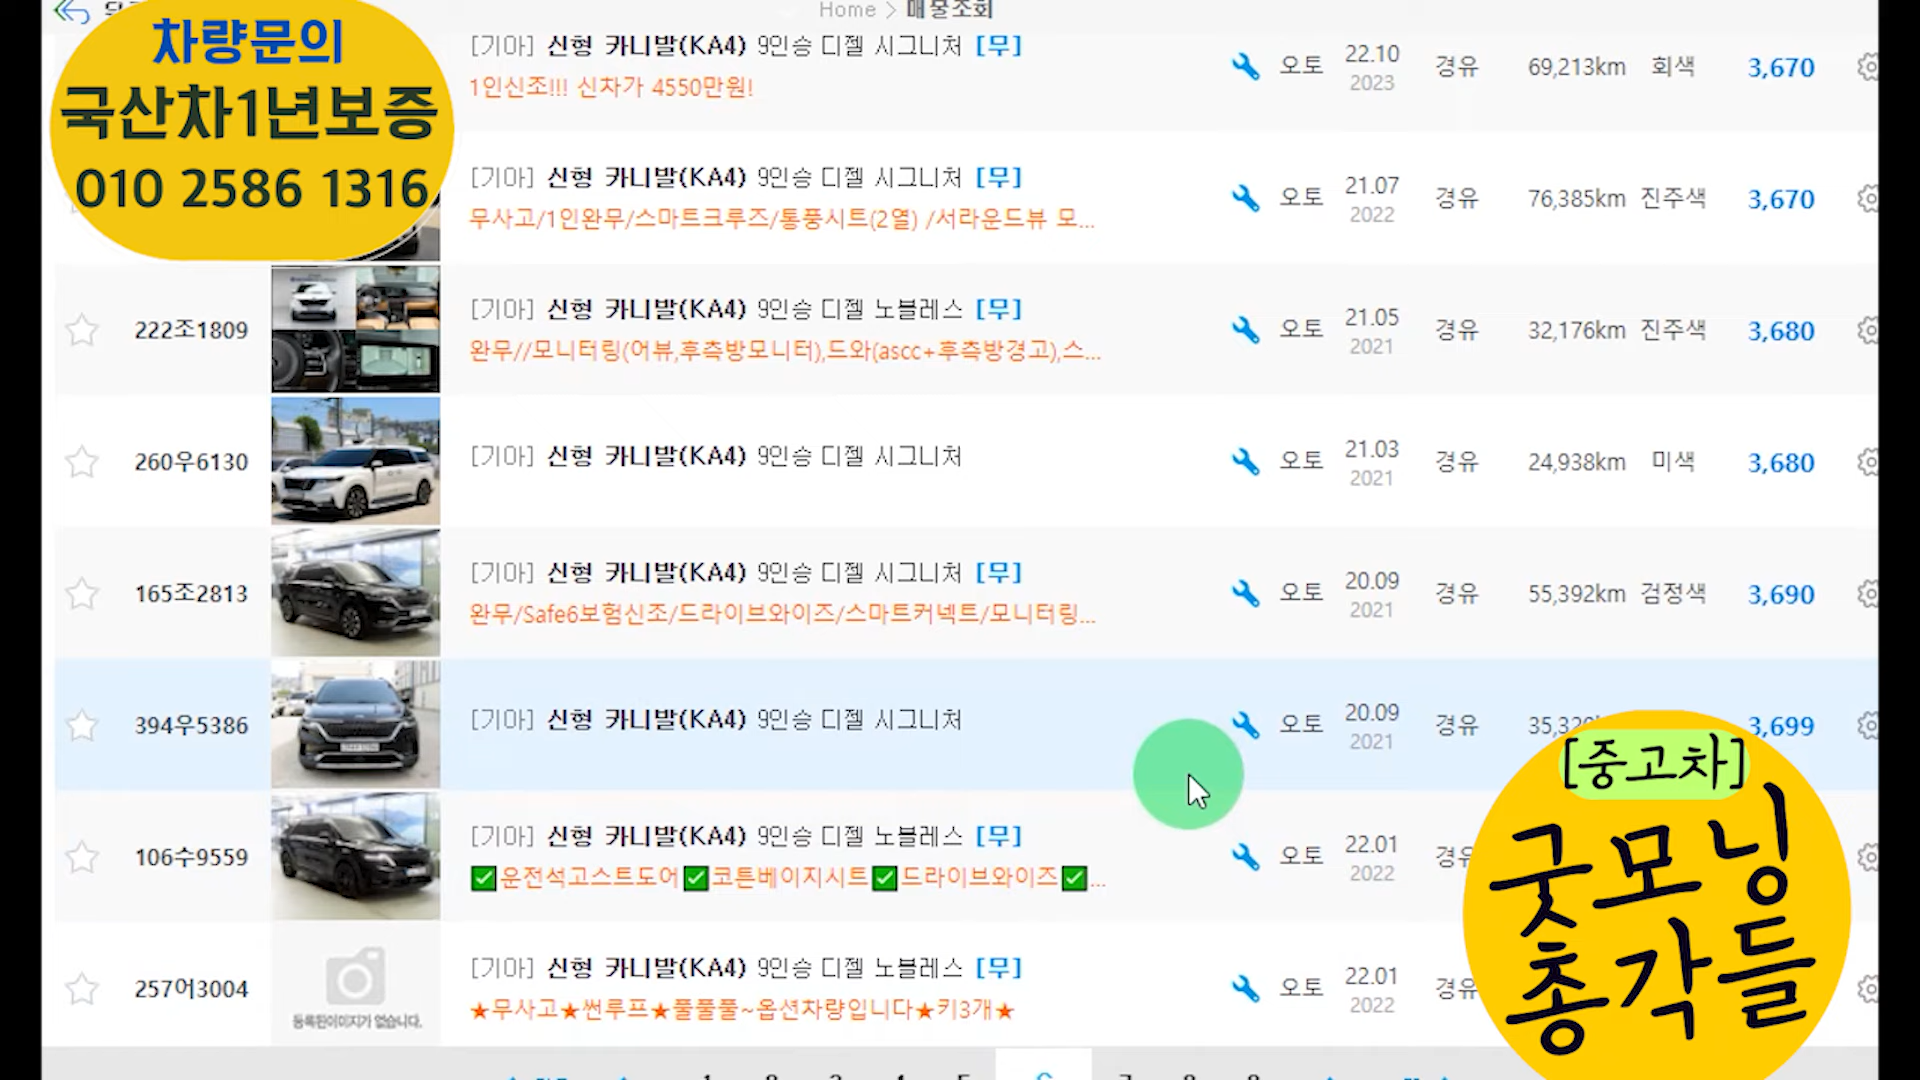 Home > 매물조회
차량문의
국산차1년보증
010 2586 1316
[기아] 신형 카니발(KA4) 9인승 디젤 시그니처 [무]
1인신조!!! 신차가 4550만원!
오토 22.10 2023 경유 69,213km 회색 3,670
[기아] 신형 카니발(KA4) 9인승 디젤 시그니처 [무]
무사고/1인완무/스마트크루즈/통풍시트(2열) /서라운드뷰 모...
오토 21.07 2022 경유 76,385km 진주색 3,670
222조1809
[기아] 신형 카니발(KA4) 9인승 디젤 노블레스 [무]
완무//모니터링(어뷰,후측방모니터),드와(ascc+후측방경고),스...
오토 21.05 2021 경유 32,176km 진주색 3,680
260우6130
[기아] 신형 카니발(KA4) 9인승 디젤 시그니처
오토 21.03 2021 경유 24,938km 미색 3,680
165조2813
[기아] 신형 카니발(KA4) 9인승 디젤 시그니처 [무]
완무/Safe6보험신조/드라이브와이즈/스마트커넥트/모니터링...
오토 20.09 2021 경유 55,392km 검정색 3,690
394우5386
[기아] 신형 카니발(KA4) 9인승 디젤 시그니처
오토 20.09 2021 경유 3,699
106수9559
[기아] 신형 카니발(KA4) 9인승 디젤 노블레스 [무]
✅운전석고스트도어✅코튼베이지시트✅드라이브와이즈✅...
오토 22.01 2022
257어3004
등록된이미지가 없습니다.
[기아] 신형 카니발(KA4) 9인승 디젤 노블레스 [무]
★무사고★썬루프★풀풀풀~옵션차량입니다★키3개★
오토 22.01 2022
[중고차]
굿모닝
총각들